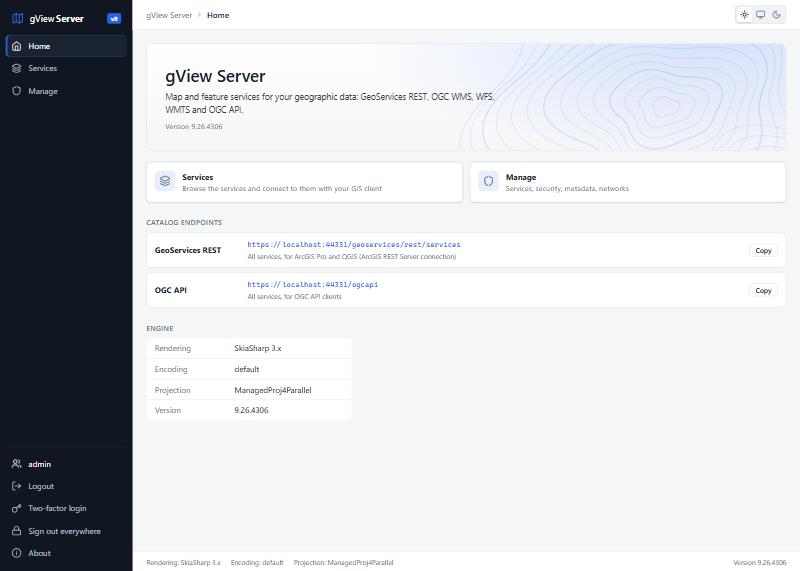 gView Server
v9
Home
Services
Manage
admin
Logout
Two-factor login
Sign out everywhere
About
gView Server > Home
gView Server
Map and feature services for your geographic data: GeoServices REST, OGC WMS, WFS,
WMTS and OGC API.
Version 9.26.4306
Services
Browse the services and connect to them with your GIS client
Manage
Services, security, metadata, networks
CATALOG ENDPOINTS
GeoServices REST
https://localhost:44331/geoservices/rest/services
All services, for ArcGIS Pro and QGIS (ArcGIS REST Server connection)
Copy
OGC API
https://localhost:44331/ogcapi
All services, for OGC API clients
Copy
ENGINE
Rendering SkiaSharp 3.x
Encoding default
Projection ManagedProj4Parallel
Version 9.26.4306
Rendering: SkiaSharp 3.x Encoding: default Projection: ManagedProj4Parallel Version 9.26.4306